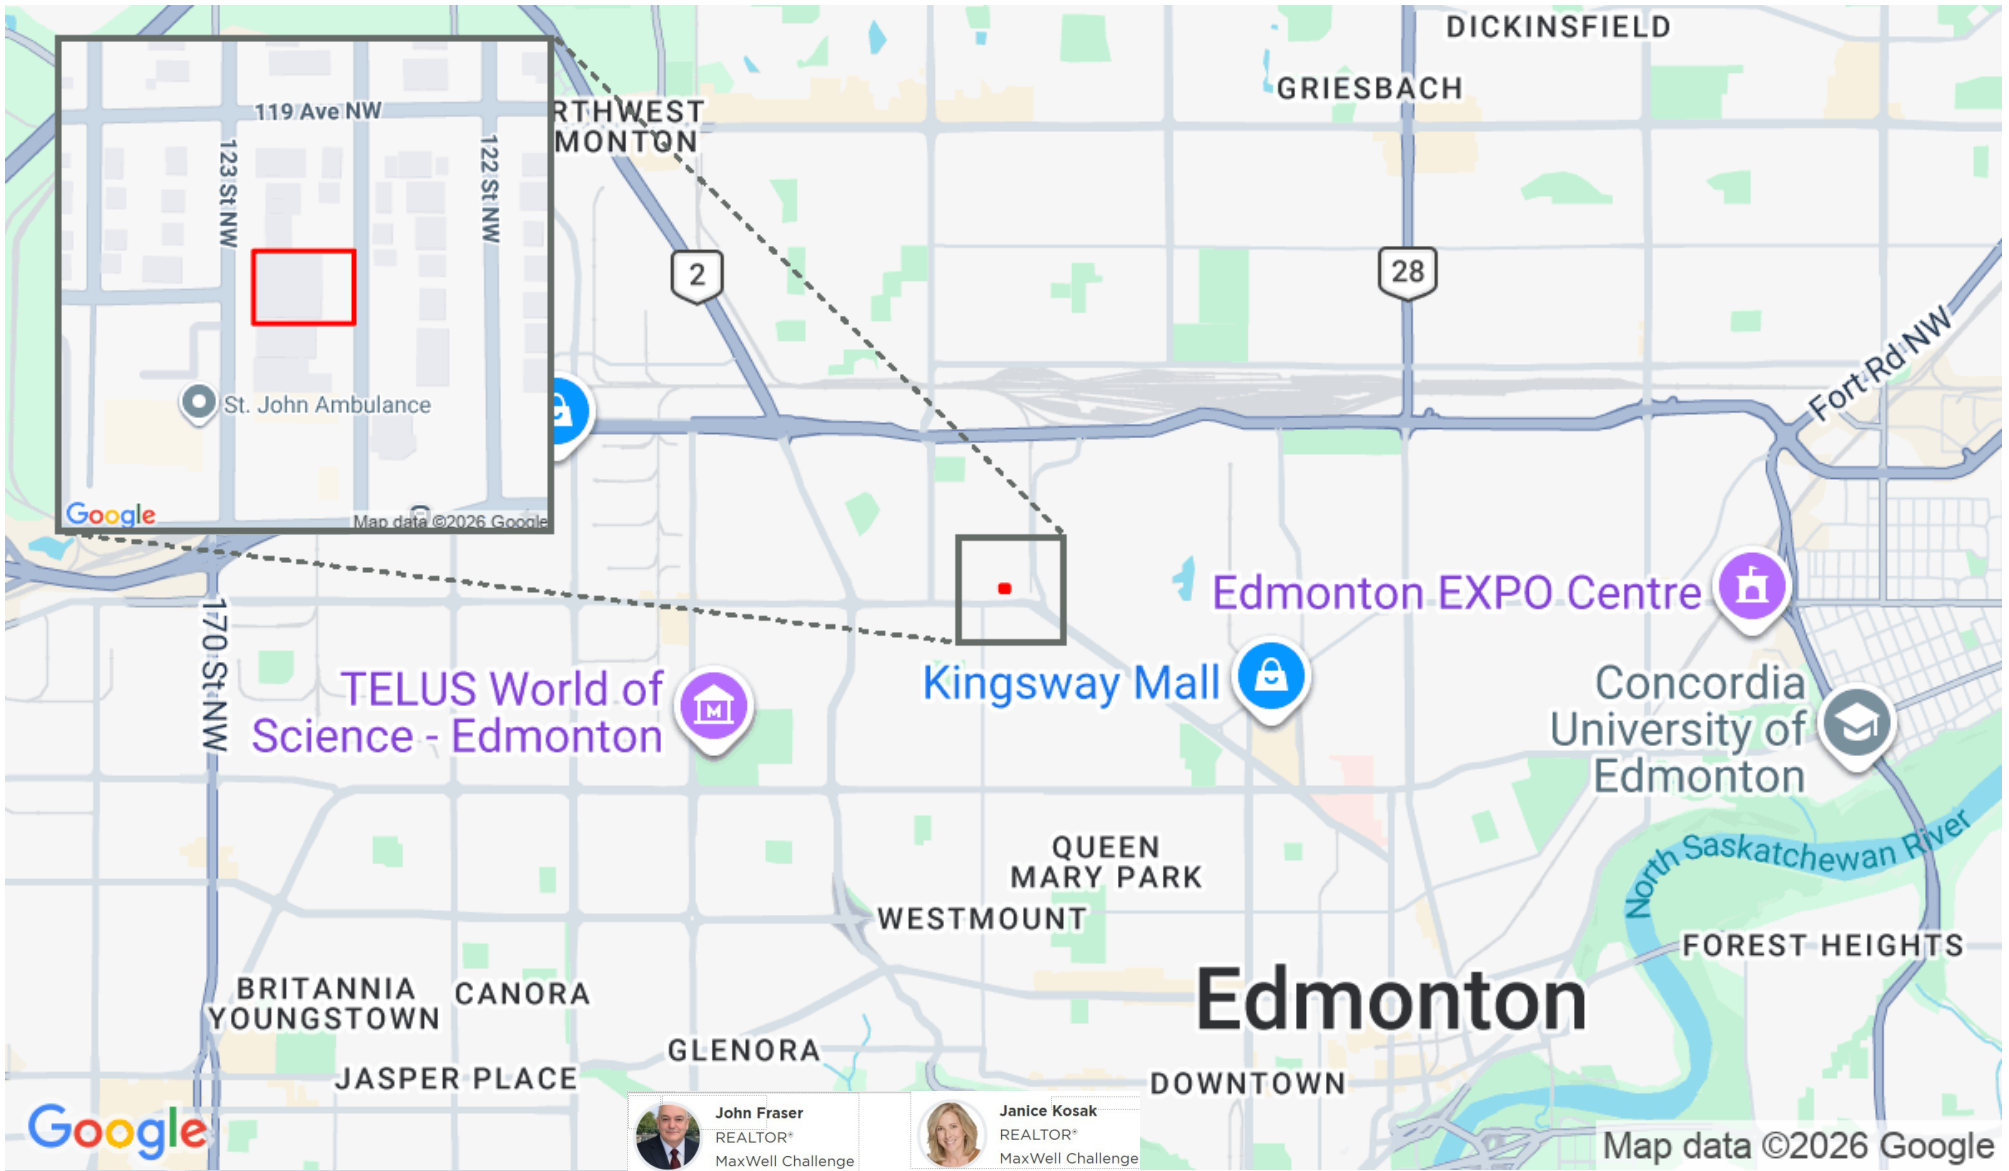 DICKINSFIELD
GRIESBACH
RTHWEST
MONTON
119 Ave NW
123 St NW
122 St NW
St. John Ambulance
Google
Map data ©2026 Google
2
28
Fort Rd NW
170 St NW
Edmonton EXPO Centre
Kingsway Mall
TELUS World of
Science - Edmonton
Concordia
University of
Edmonton
North Saskatchewan River
QUEEN
MARY PARK
WESTMOUNT
FOREST HEIGHTS
BRITANNIA
YOUNGSTOWN
CANORA
Edmonton
GLENORA
JASPER PLACE
DOWNTOWN
John Fraser
REALTOR®
MaxWell Challenge
Janice Kosak
REALTOR®
MaxWell Challenge
Google
Map data ©2026 Google